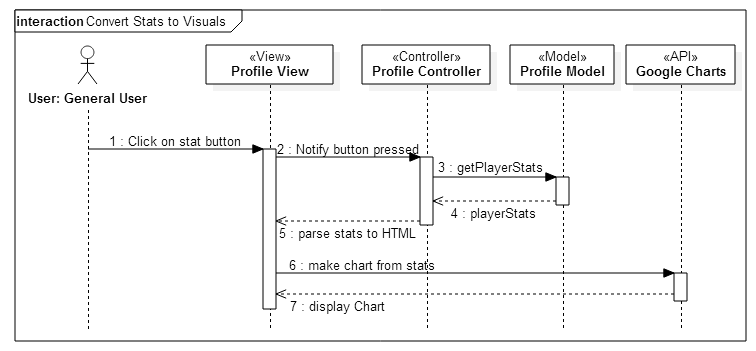 interaction Convert Stats to Visuals
«View»
Profile View
«Controller»
Profile Controller
«Model»
Profile Model
«API»
Google Charts
User: General User
1 : Click on stat button
2 : Notify button pressed
3 : getPlayerStats
4 : playerStats
5 : parse stats to HTML
6 : make chart from stats
7 : display Chart